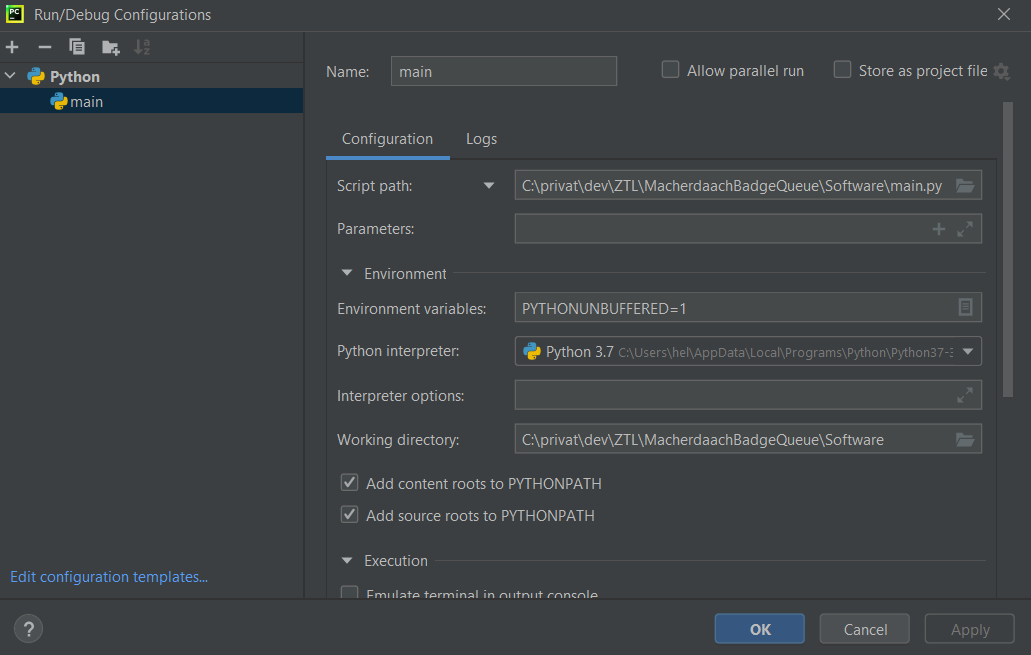 PC Run/Debug Configurations
Python
main
Name: main Allow parallel run Store as project file
Configuration Logs
Script path: C:\privat\dev\ZTL\MacherdaachBadgeQueue\Software\main.py
Parameters:
Environment
Environment variables: PYTHONUNBUFFERED=1
Python interpreter: Python 3.7 C:\Users\hel\AppData\Local\Programs\Python\Python37-3
Interpreter options:
Working directory: C:\privat\dev\ZTL\MacherdaachBadgeQueue\Software
Add content roots to PYTHONPATH
Add source roots to PYTHONPATH
Execution
Emulate terminal in output console
Edit configuration templates...
? OK Cancel Apply